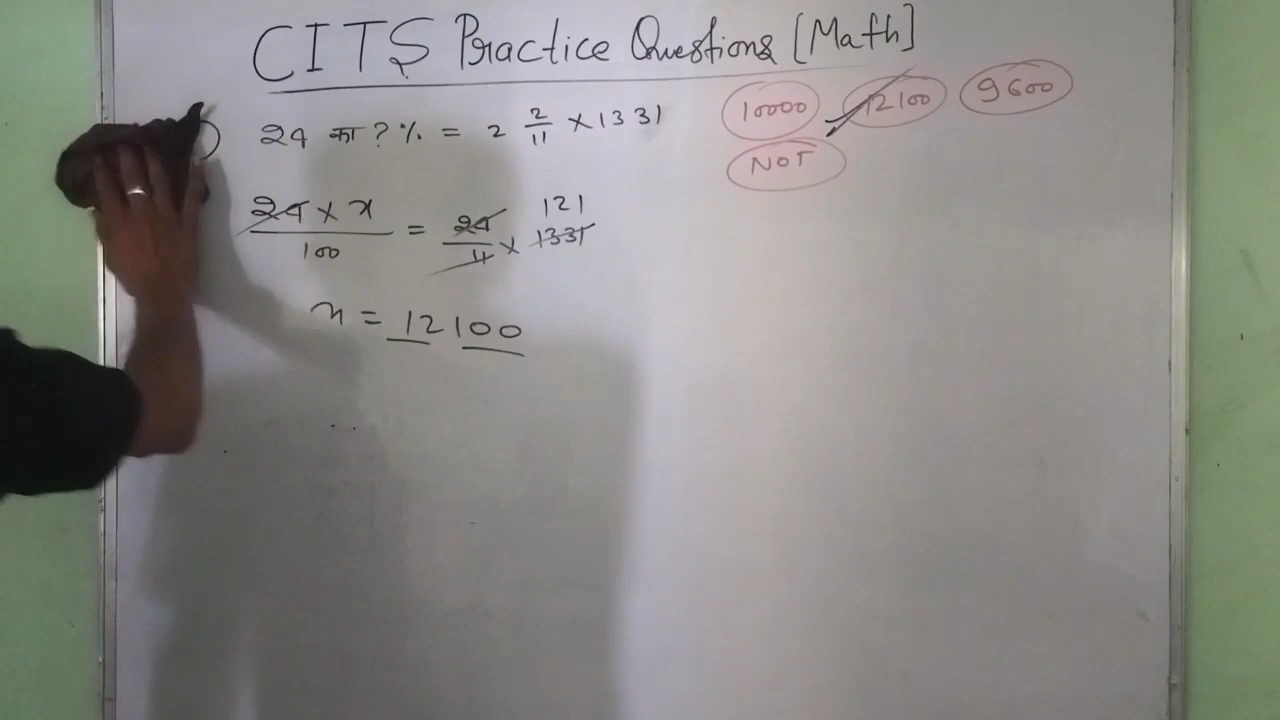 CITS Practice Questions [Math]
) 24 का ? % = 2 2/11 × 1331
10000 12100 9600
NOT
24 × x / 100 = 24 / 11 × 1331 121
x = 12100